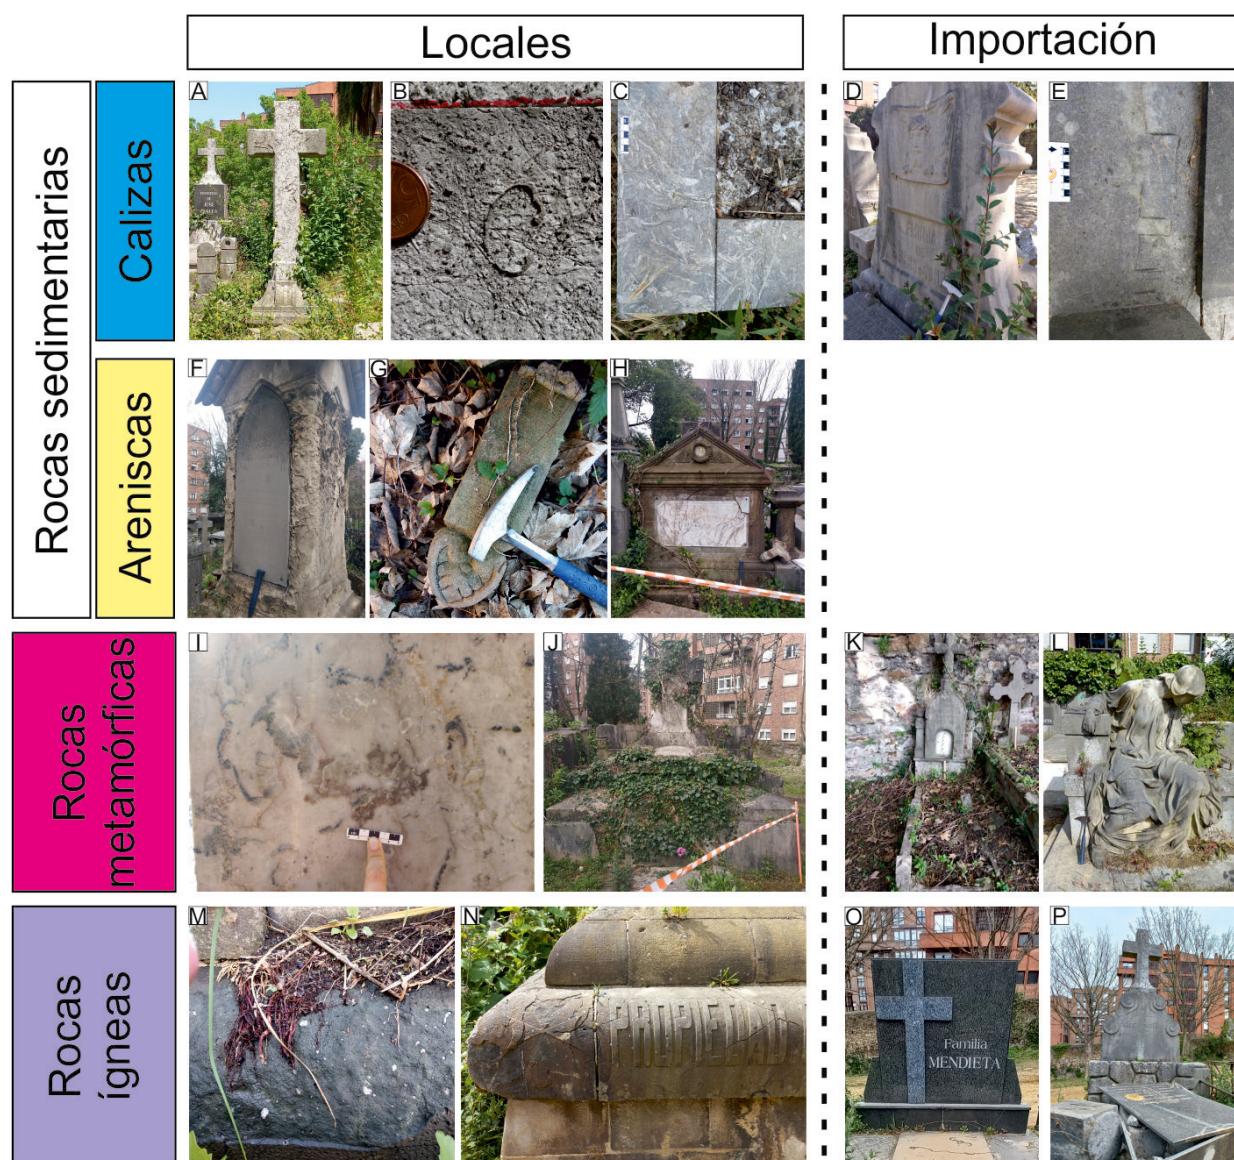 Locales
Importación
Rocas sedimentarias
Calizas
A
B
C
D
E
Areniscas
F
G
H
Rocas
metamórficas
I
J
K
L
Rocas
ígneas
M
N
PROPIEDAD
O
Familia
MENDIETA
P